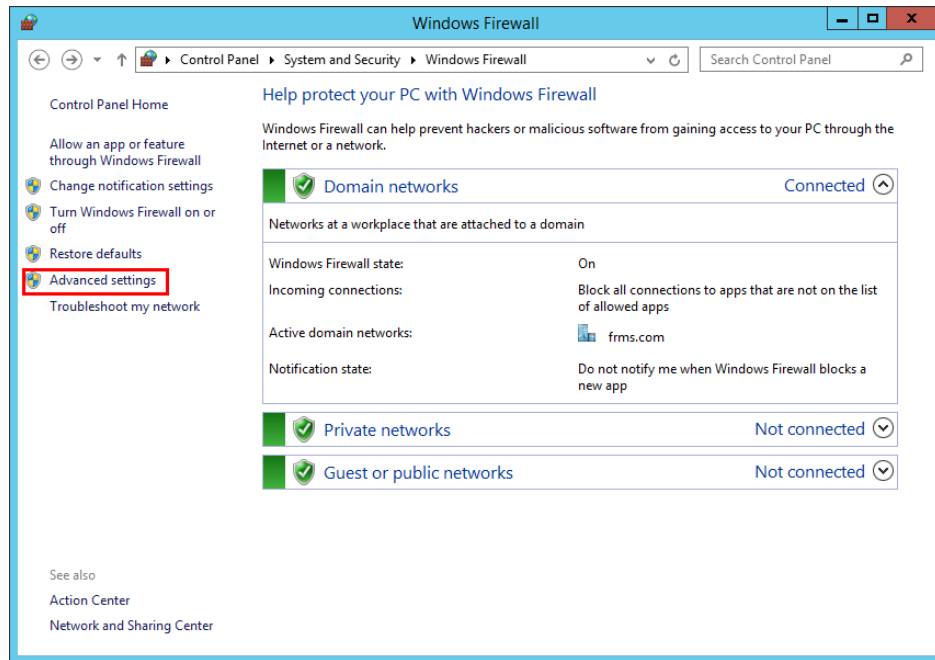 Windows Firewall
Control Panel
System and Security
Windows Firewall
Search Control Panel
Control Panel Home
Allow an app or feature
through Windows Firewall
Change notification settings
Turn Windows Firewall on or
off
Restore defaults
Advanced settings
Troubleshoot my network
See also
Action Center
Network and Sharing Center
Help protect your PC with Windows Firewall
Windows Firewall can help prevent hackers or malicious software from gaining access to your PC through the
Internet or a network.
Domain networks
Connected
Networks at a workplace that are attached to a domain
Windows Firewall state:
On
Incoming connections:
Block all connections to apps that are not on the list
of allowed apps
Active domain networks:
frms.com
Notification state:
Do not notify me when Windows Firewall blocks a
new app
Private networks
Not connected
Guest or public networks
Not connected